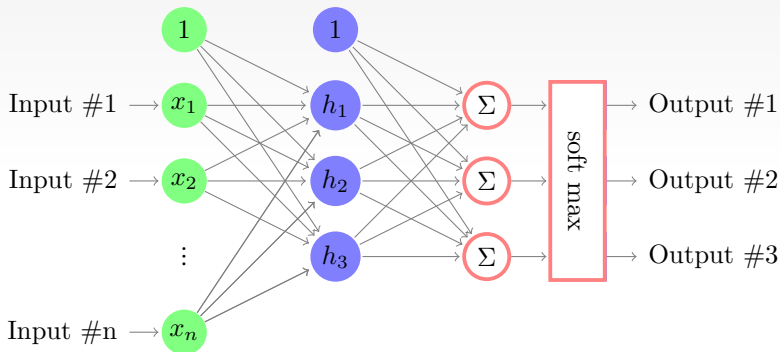 1 1
Input #1 x₁ h₁ Σ Output #1
Input #2 x₂ h₂ Σ soft max Output #2
⋮ h₃ Σ Output #3
Input #n xₙ